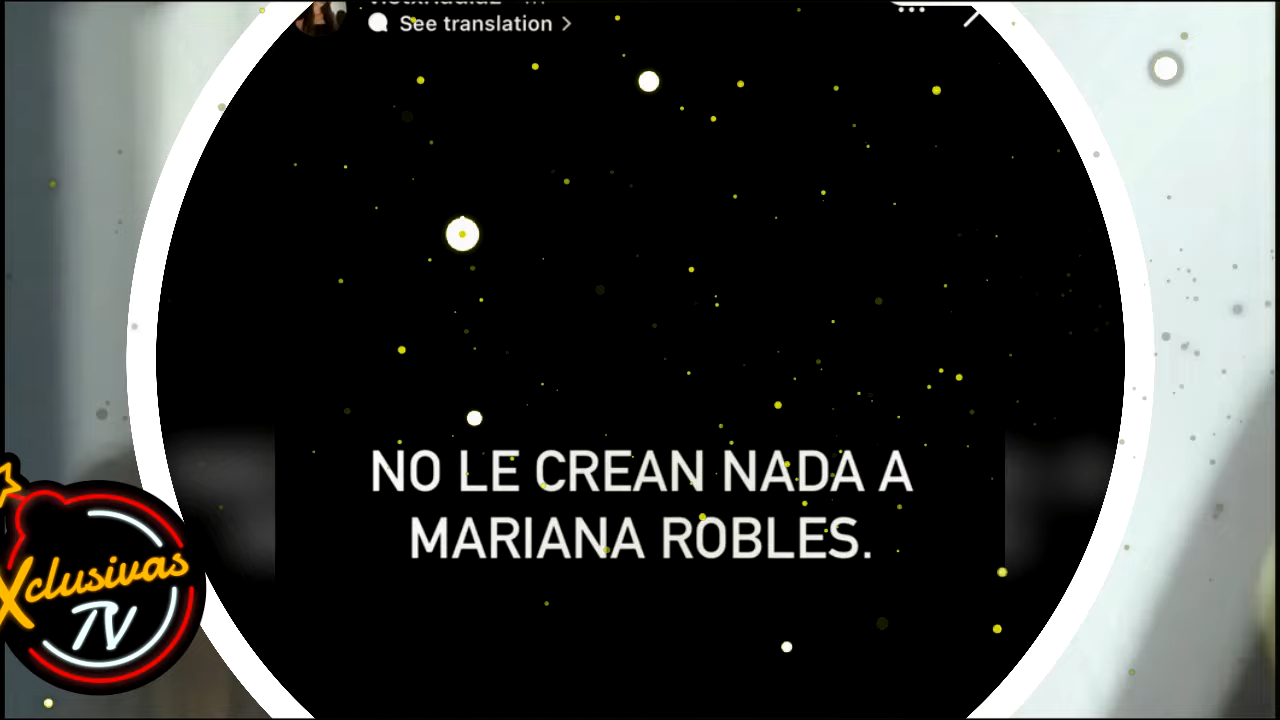 See translation >
NO LE CREAN NADA A
MARIANA ROBLES.
Xclusivas
TV